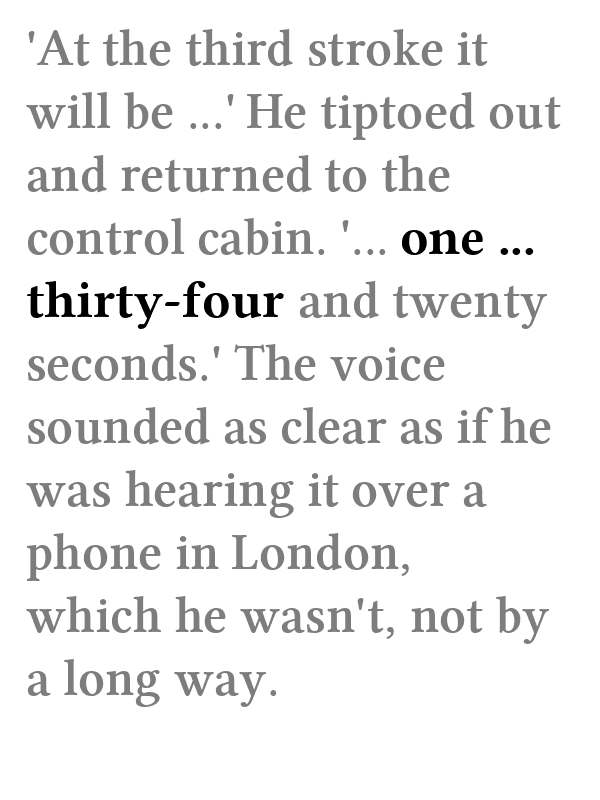 'At the third stroke it
will be ...' He tiptoed out
and returned to the
control cabin. '... one ...
thirty-four and twenty
seconds.' The voice
sounded as clear as if he
was hearing it over a
phone in London,
which he wasn't, not by
a long way.